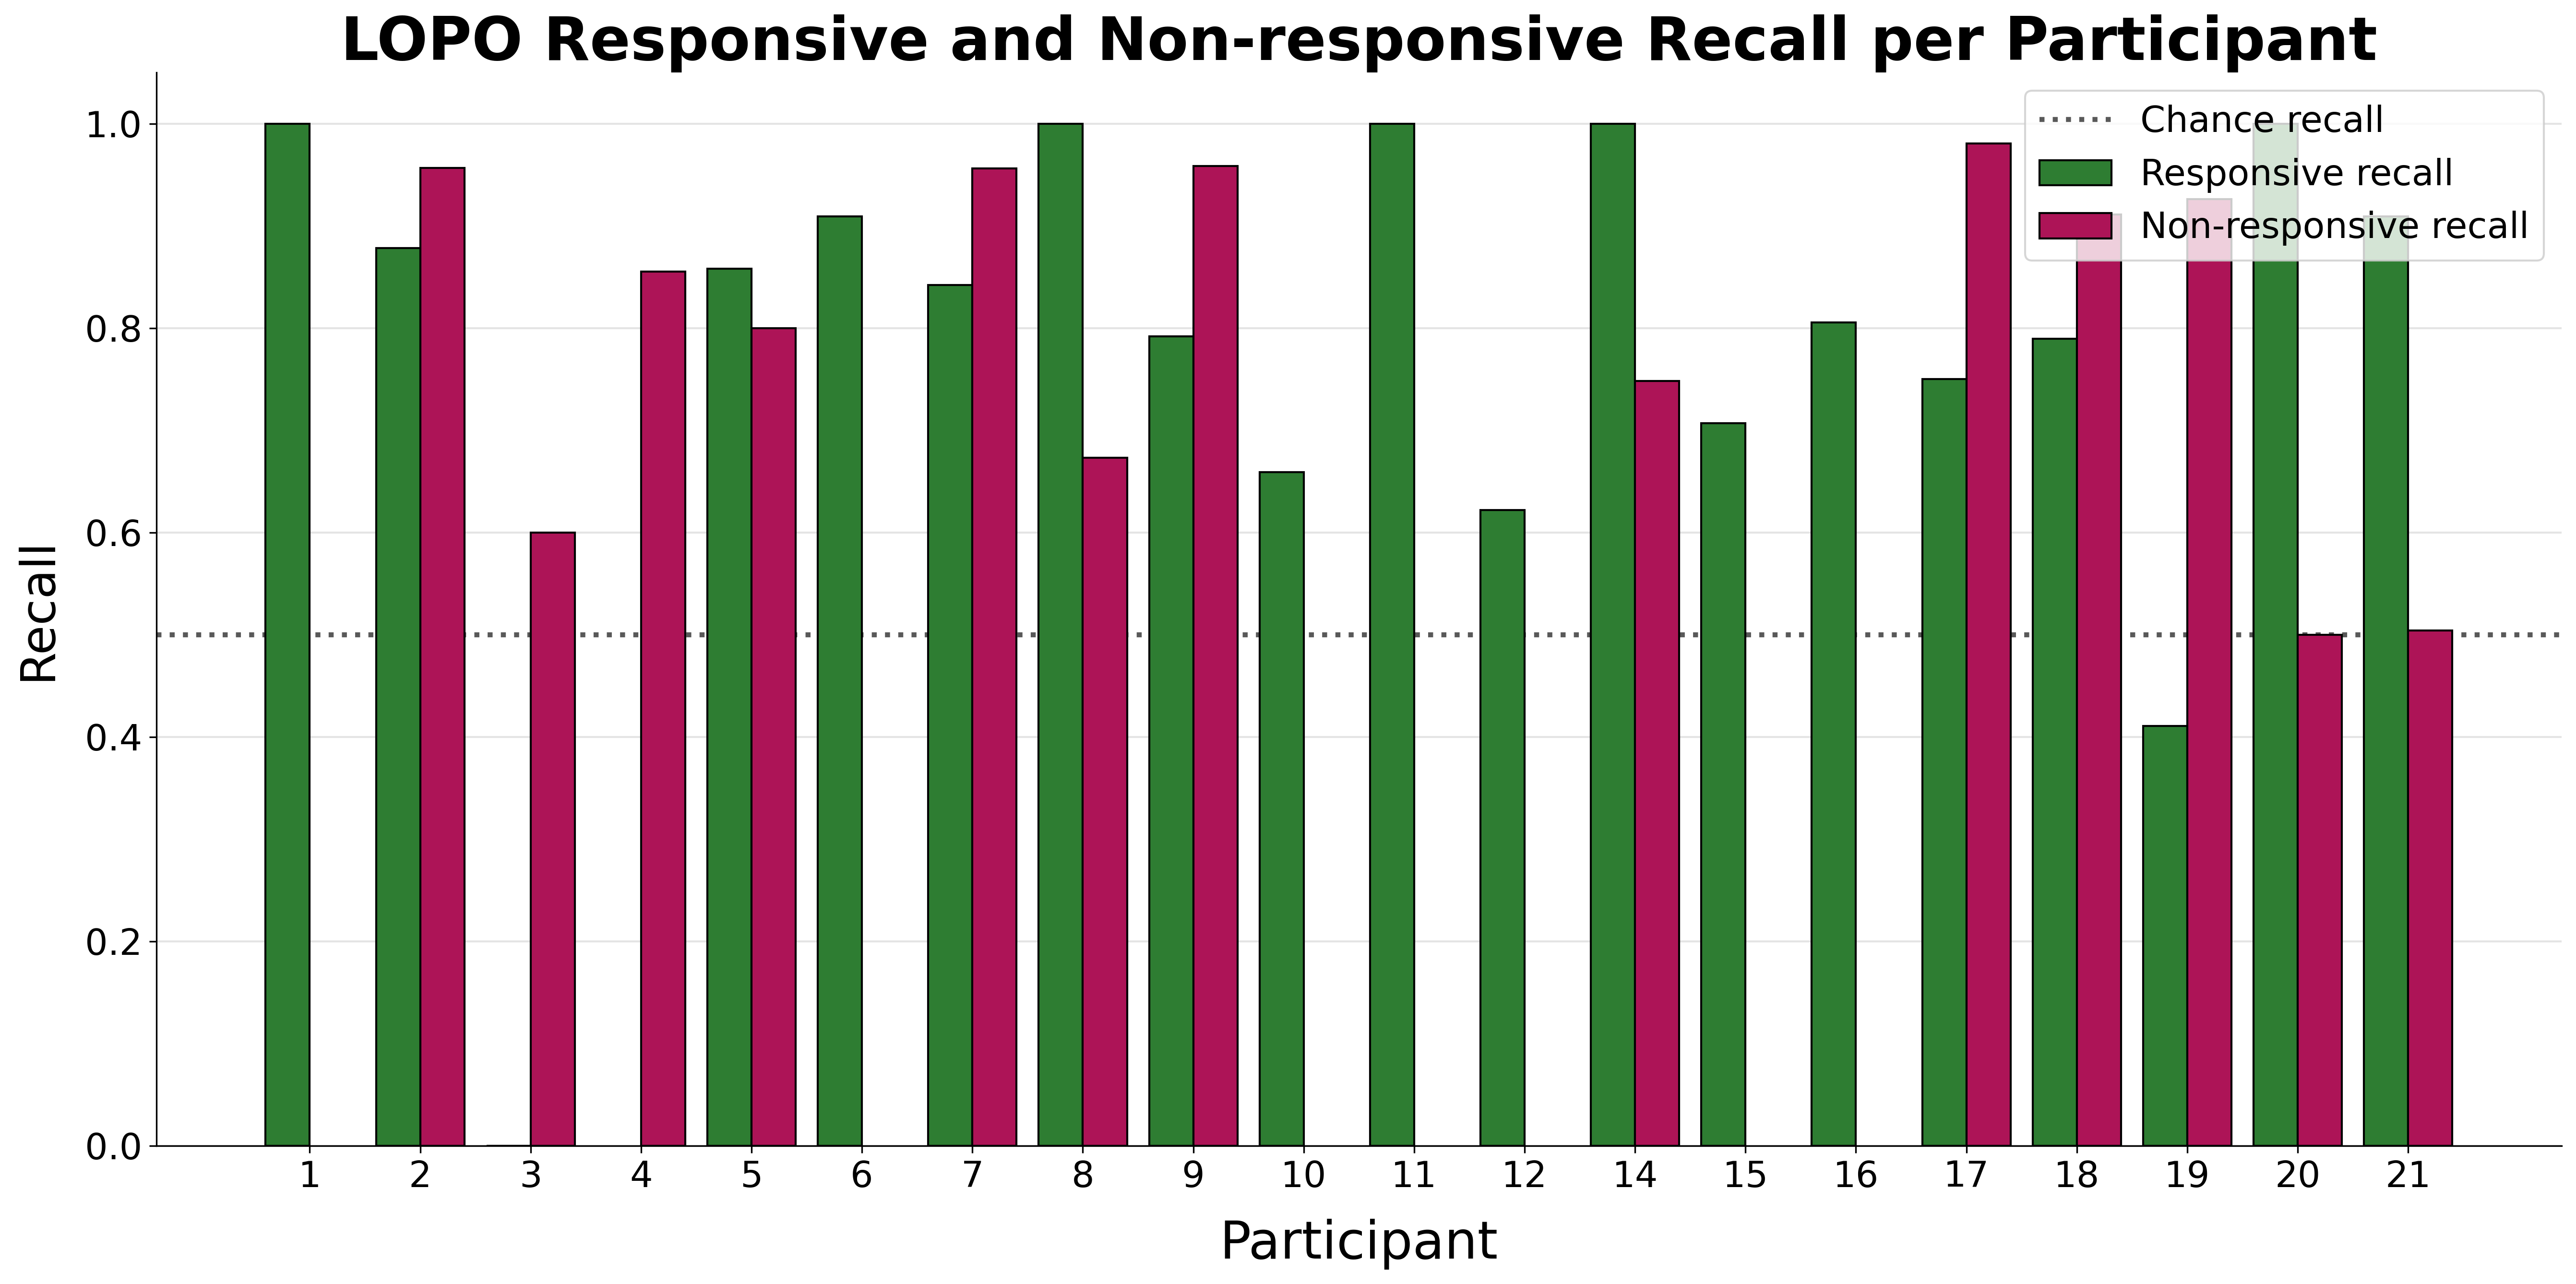 LOPO Responsive and Non-responsive Recall per Participant
Chance recall
Responsive recall
Non-responsive recall
1.0
0.8
0.6
0.4
0.2
0.0
Recall
1 2 3 4 5 6 7 8 9 10 11 12 14 15 16 17 18 19 20 21
Participant